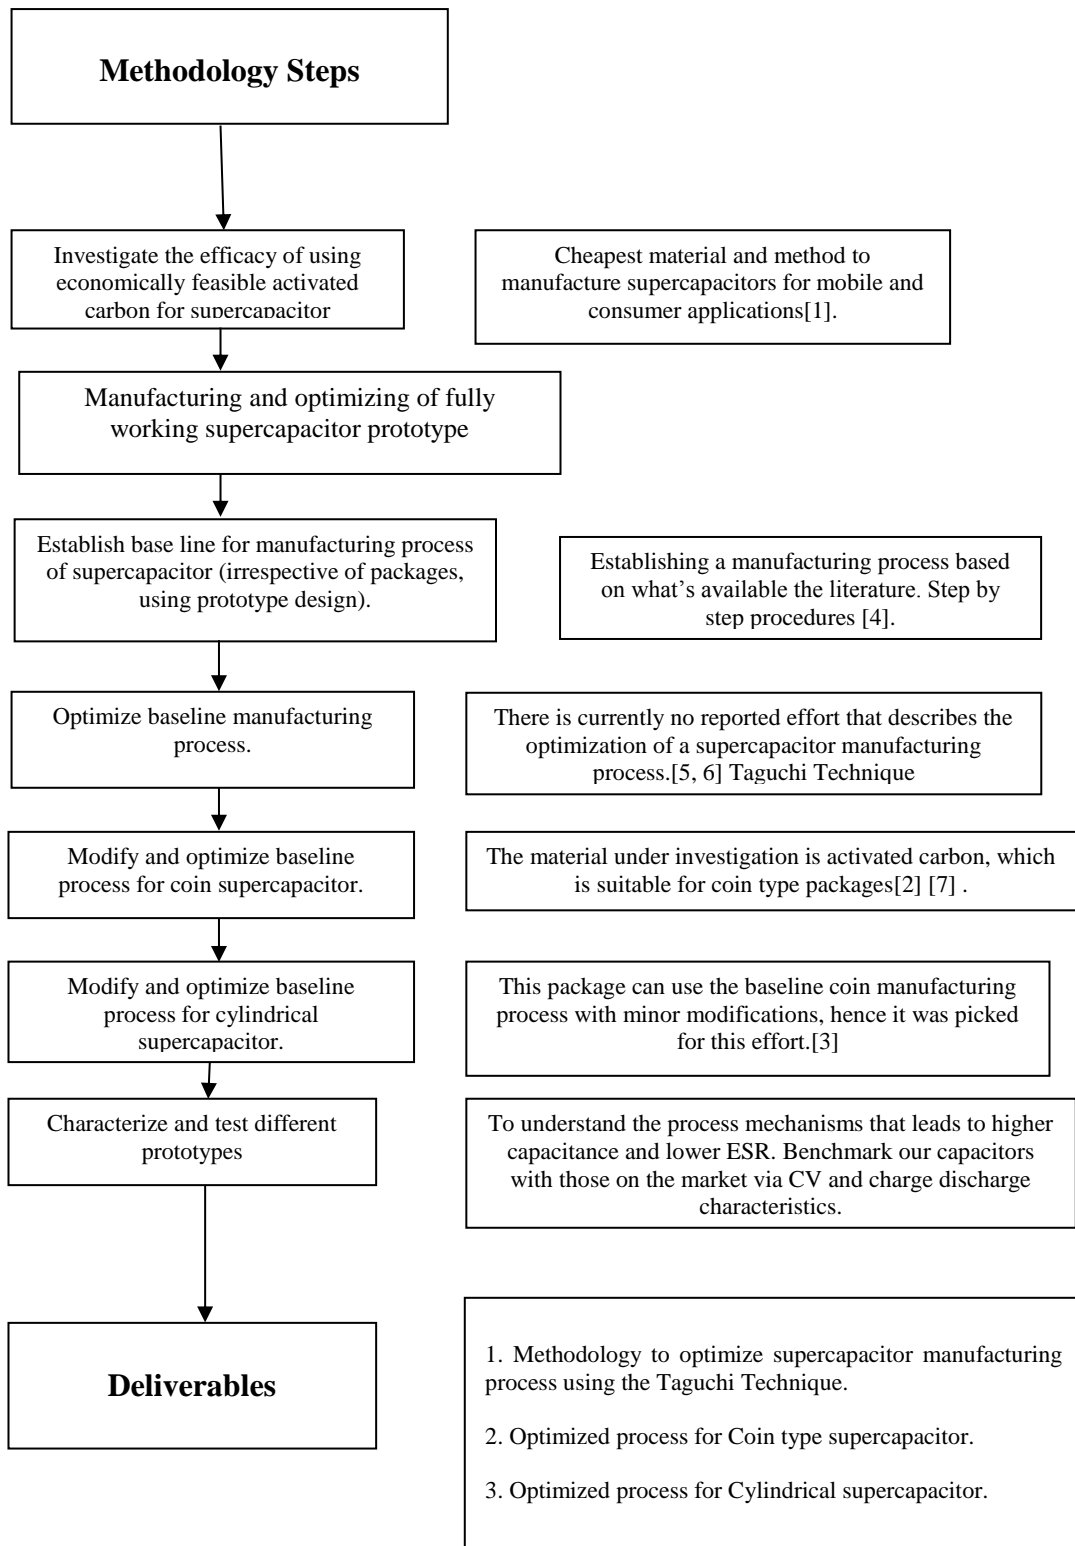 Methodology Steps
Investigate the efficacy of using
economically feasible activated
carbon for supercapacitor
Cheapest material and method to
manufacture supercapacitors for mobile and
consumer applications[1].
Manufacturing and optimizing of fully
working supercapacitor prototype
Establish base line for manufacturing process
of supercapacitor (irrespective of packages,
using prototype design).
Establishing a manufacturing process based
on what’s available the literature. Step by
step procedures [4].
Optimize baseline manufacturing
process.
There is currently no reported effort that describes the
optimization of a supercapacitor manufacturing
process.[5, 6] Taguchi Technique
Modify and optimize baseline
process for coin supercapacitor.
The material under investigation is activated carbon, which
is suitable for coin type packages[2] [7] .
Modify and optimize baseline
process for cylindrical
supercapacitor.
This package can use the baseline coin manufacturing
process with minor modifications, hence it was picked
for this effort.[3]
Characterize and test different
prototypes
To understand the process mechanisms that leads to higher
capacitance and lower ESR. Benchmark our capacitors
with those on the market via CV and charge discharge
characteristics.
Deliverables
1. Methodology to optimize supercapacitor manufacturing
process using the Taguchi Technique.
2. Optimized process for Coin type supercapacitor.
3. Optimized process for Cylindrical supercapacitor.